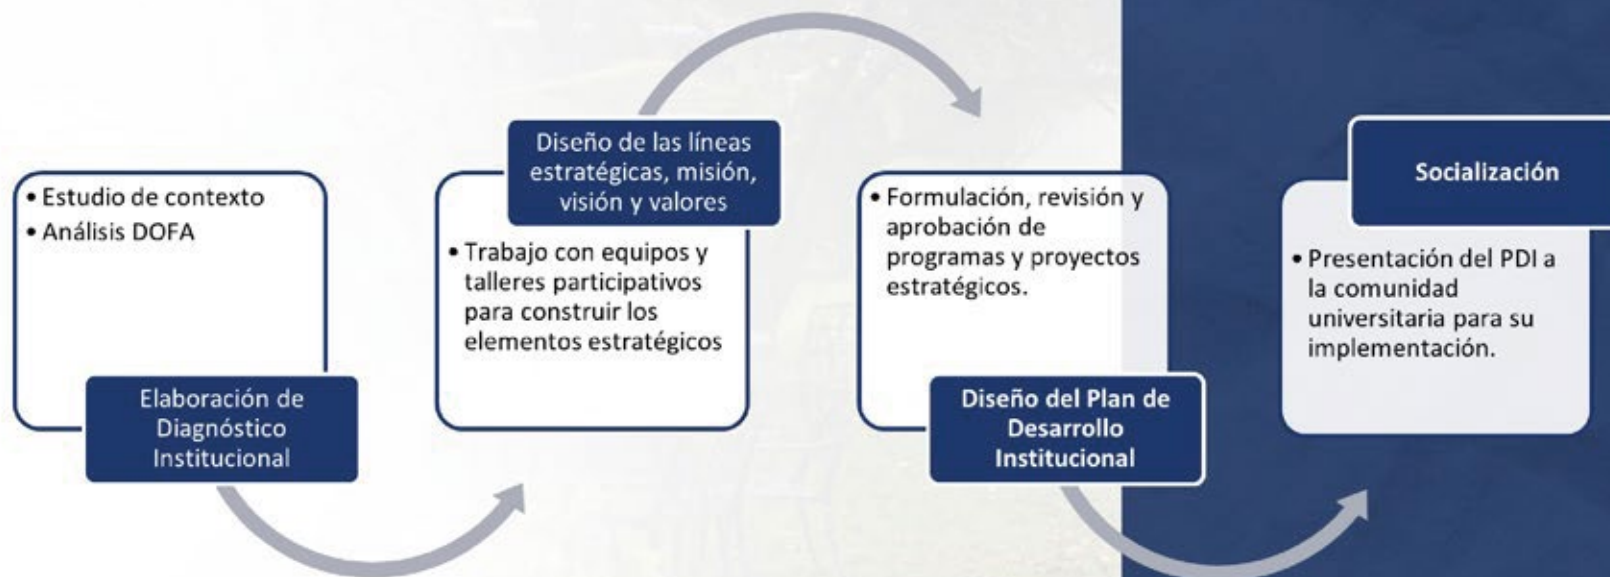 • Estudio de contexto
• Análisis DOFA
Elaboración de
Diagnóstico
Institucional
Diseño de las líneas
estratégicas, misión,
visión y valores
• Trabajo con equipos y
talleres participativos
para construir los
elementos estratégicos
• Formulación, revisión y
aprobación de
programas y proyectos
estratégicos.
Diseño del Plan de
Desarrollo
Institucional
Socialización
• Presentación del PDI a
la comunidad
universitaria para su
implementación.